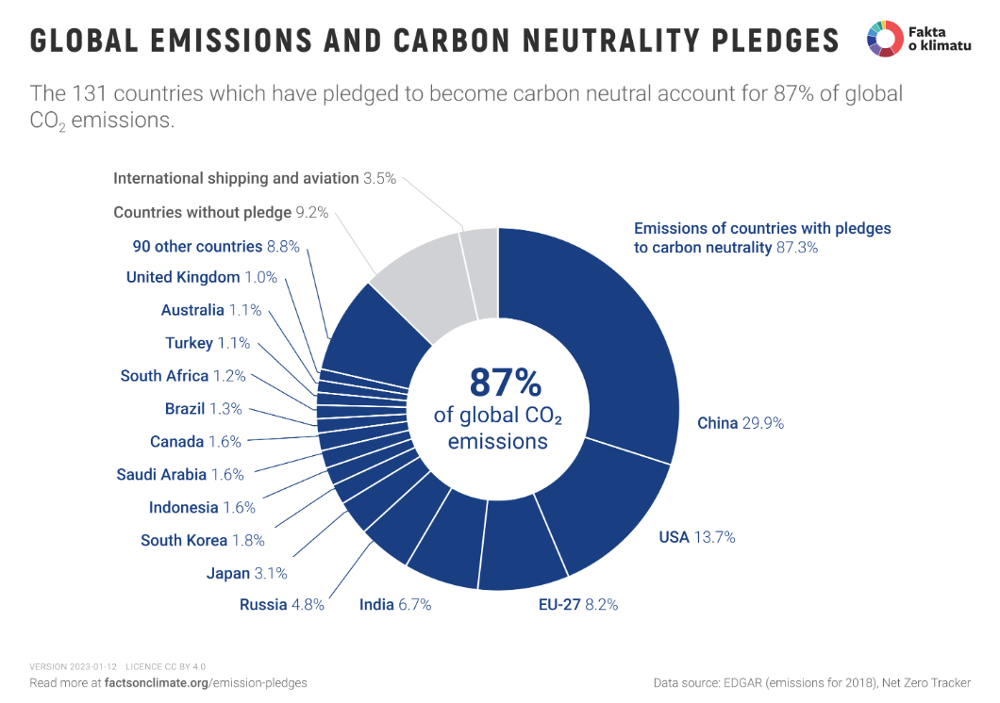 GLOBAL EMISSIONS AND CARBON NEUTRALITY PLEDGES
Fakta
o klimatu
The 131 countries which have pledged to become carbon neutral account for 87% of global
CO₂ emissions.
International shipping and aviation 3.5%
Countries without pledge 9.2%
90 other countries 8.8%
United Kingdom 1.0%
Australia 1.1%
Turkey 1.1%
South Africa 1.2%
Brazil 1.3%
Canada 1.6%
Saudi Arabia 1.6%
Indonesia 1.6%
South Korea 1.8%
Japan 3.1%
Russia 4.8%
India 6.7%
EU-27 8.2%
USA 13.7%
China 29.9%
Emissions of countries with pledges
to carbon neutrality 87.3%
87%
of global CO₂
emissions
VERSION 2023-01-12 LICENCE CC BY 4.0
Read more at factsonclimate.org/emission-pledges
Data source: EDGAR (emissions for 2018), Net Zero Tracker